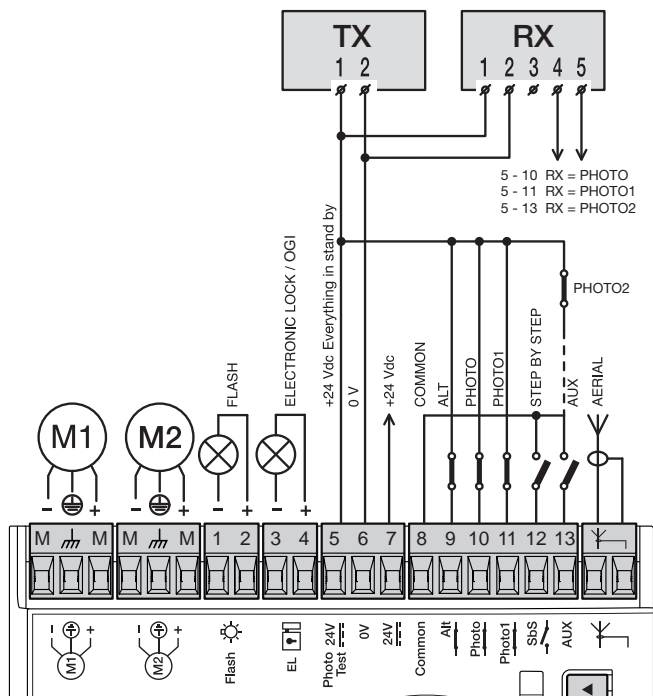 TX RX
1 2 1 2 3 4 5
5 - 10 RX = PHOTO
5 - 11 RX = PHOTO1
5 - 13 RX = PHOTO2
PHOTO2
FLASH
ELECTRONIC LOCK / OGI
+24 Vdc Everything in stand by
0 V
+24 Vdc
COMMON
ALT
PHOTO
PHOTO1
STEP BY STEP
AUX
AERIAL
M1 M2
- + - + - + - +
M M M M 1 2 3 4 5 6 7 8 9 10 11 12 13
- + - +
M1 M2
Flash
EL
Photo 24V
Test
0V
24V
Common
Alt
Photo
Photo1
SbS
AUX